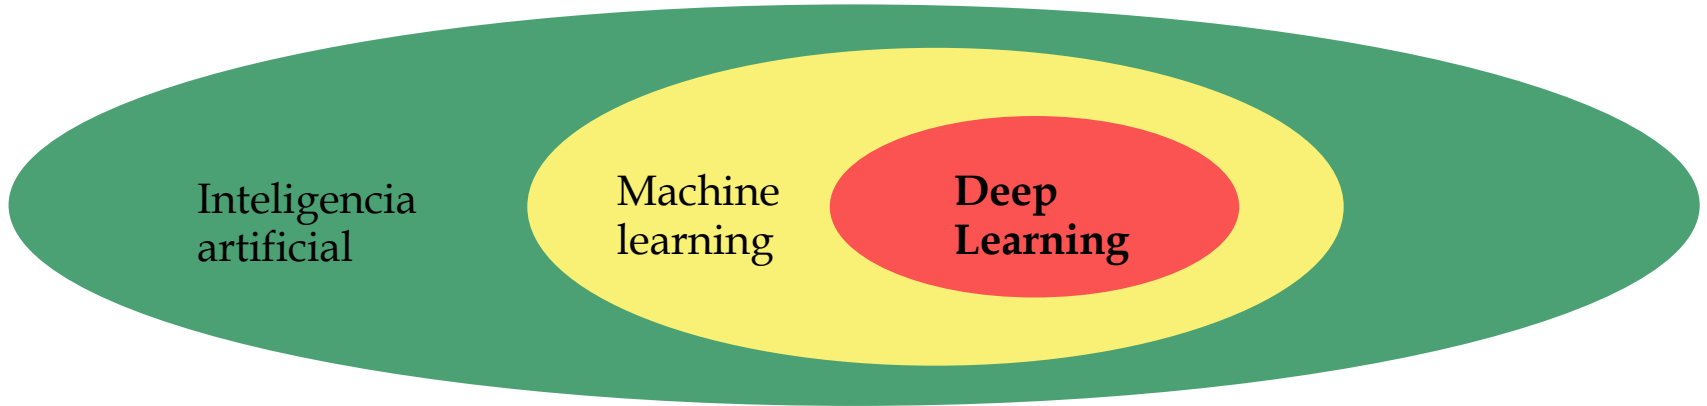 Inteligencia
artificial
Machine
learning
Deep
Learning